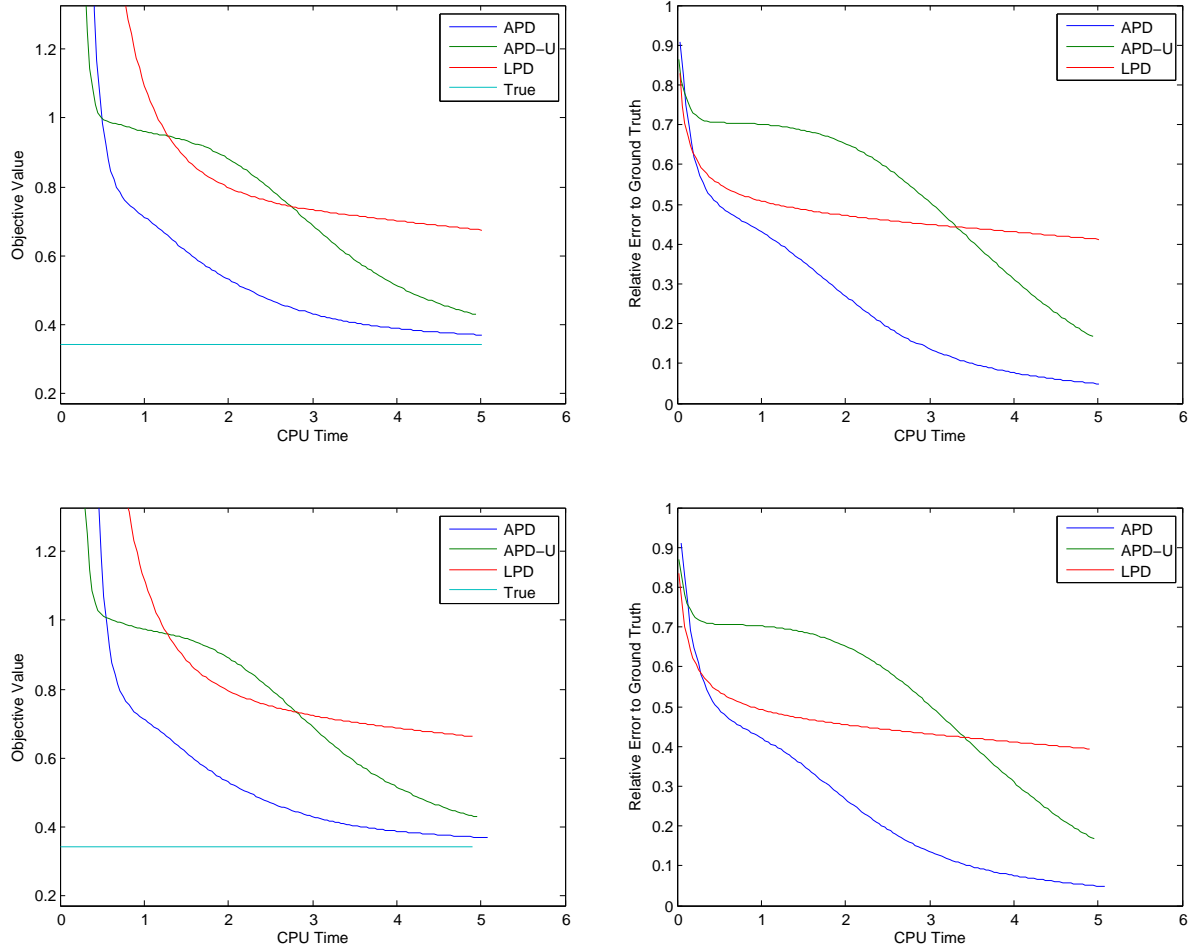 1.2
1
0.8
0.6
0.4
0.2
0 1 2 3 4 5 6
Objective Value
CPU Time
APD
APD−U
LPD
True
1
0.9
0.8
0.7
0.6
0.5
0.4
0.3
0.2
0.1
0
0 1 2 3 4 5 6
Relative Error to Ground Truth
CPU Time
APD
APD−U
LPD
1.2
1
0.8
0.6
0.4
0.2
0 1 2 3 4 5 6
Objective Value
CPU Time
APD
APD−U
LPD
True
1
0.9
0.8
0.7
0.6
0.5
0.4
0.3
0.2
0.1
0
0 1 2 3 4 5 6
Relative Error to Ground Truth
CPU Time
APD
APD−U
LPD